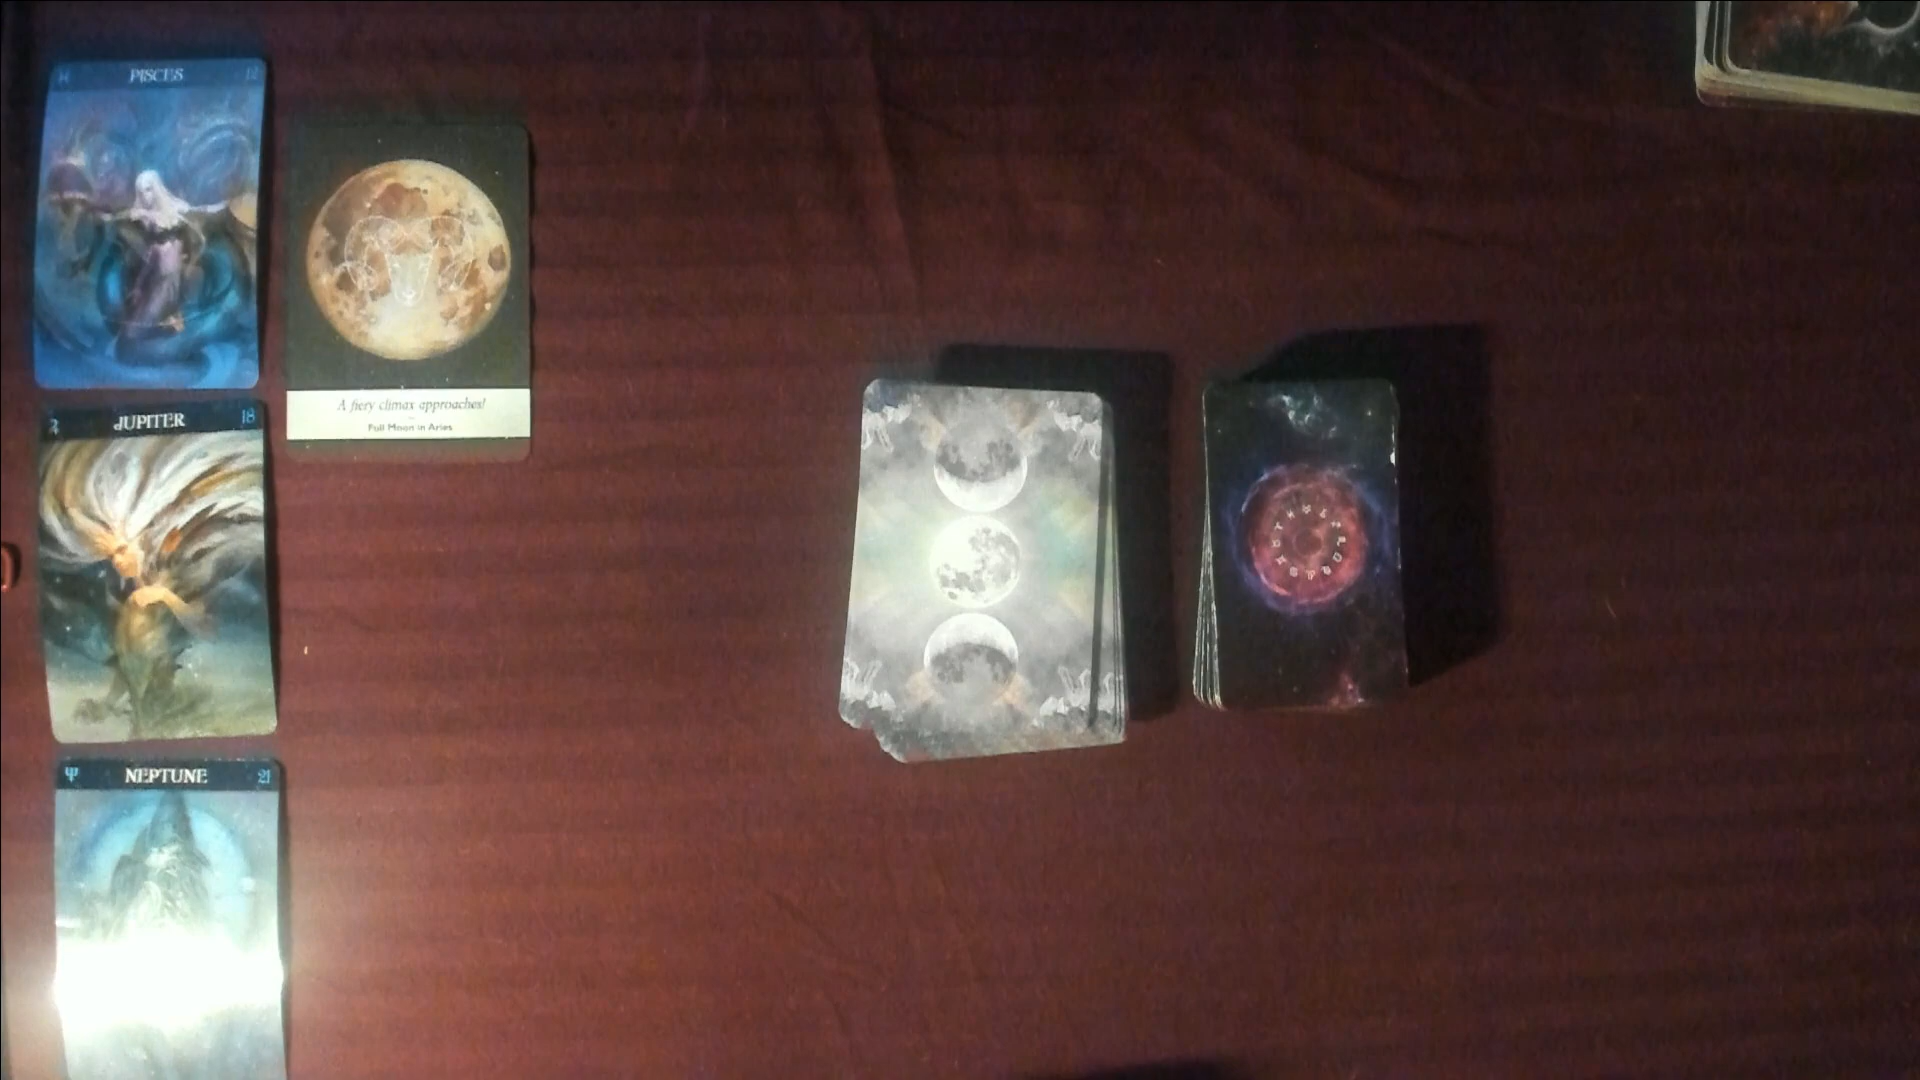 ♓ PISCES 12
A fiery climax approaches!
Full Moon in Aries
♃ JUPITER 18
♆ NEPTUNE 21